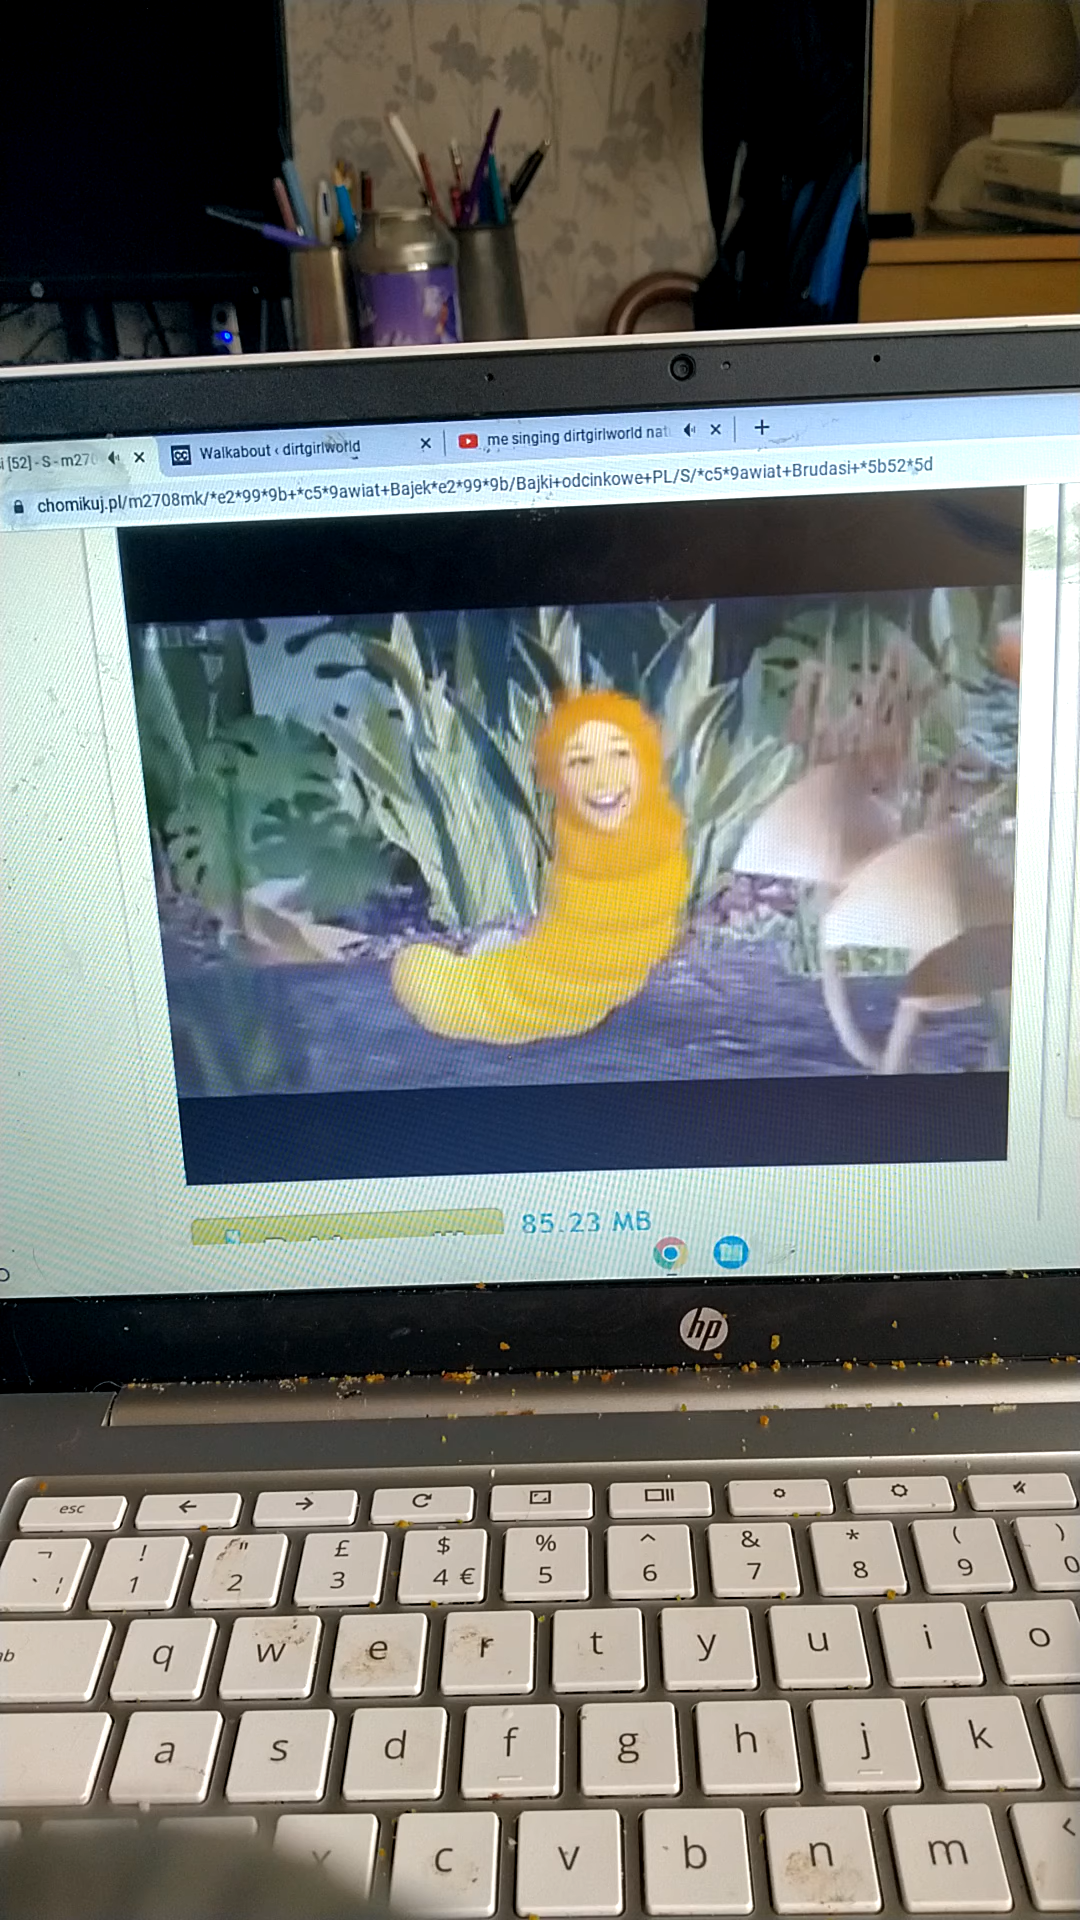 i [52] - S - m270
Walkabout ‹ dirtgirlworld
me singing dirtgirlworld nat
chomikuj.pl/m2708mk/*e2*99*9b+*c5*9awiat+Bajek*e2*99*9b/Bajki+odcinkowe+PL/S/*c5*9awiat+Brudasi+*5b52*5d
85.23 MB
hp
esc
¬ ! " £ $ % ^ & * ( )
` ¦ 1 2 3 4 € 5 6 7 8 9 0
ab q w e r t y u i o
a s d f g h j k
x c v b n m <